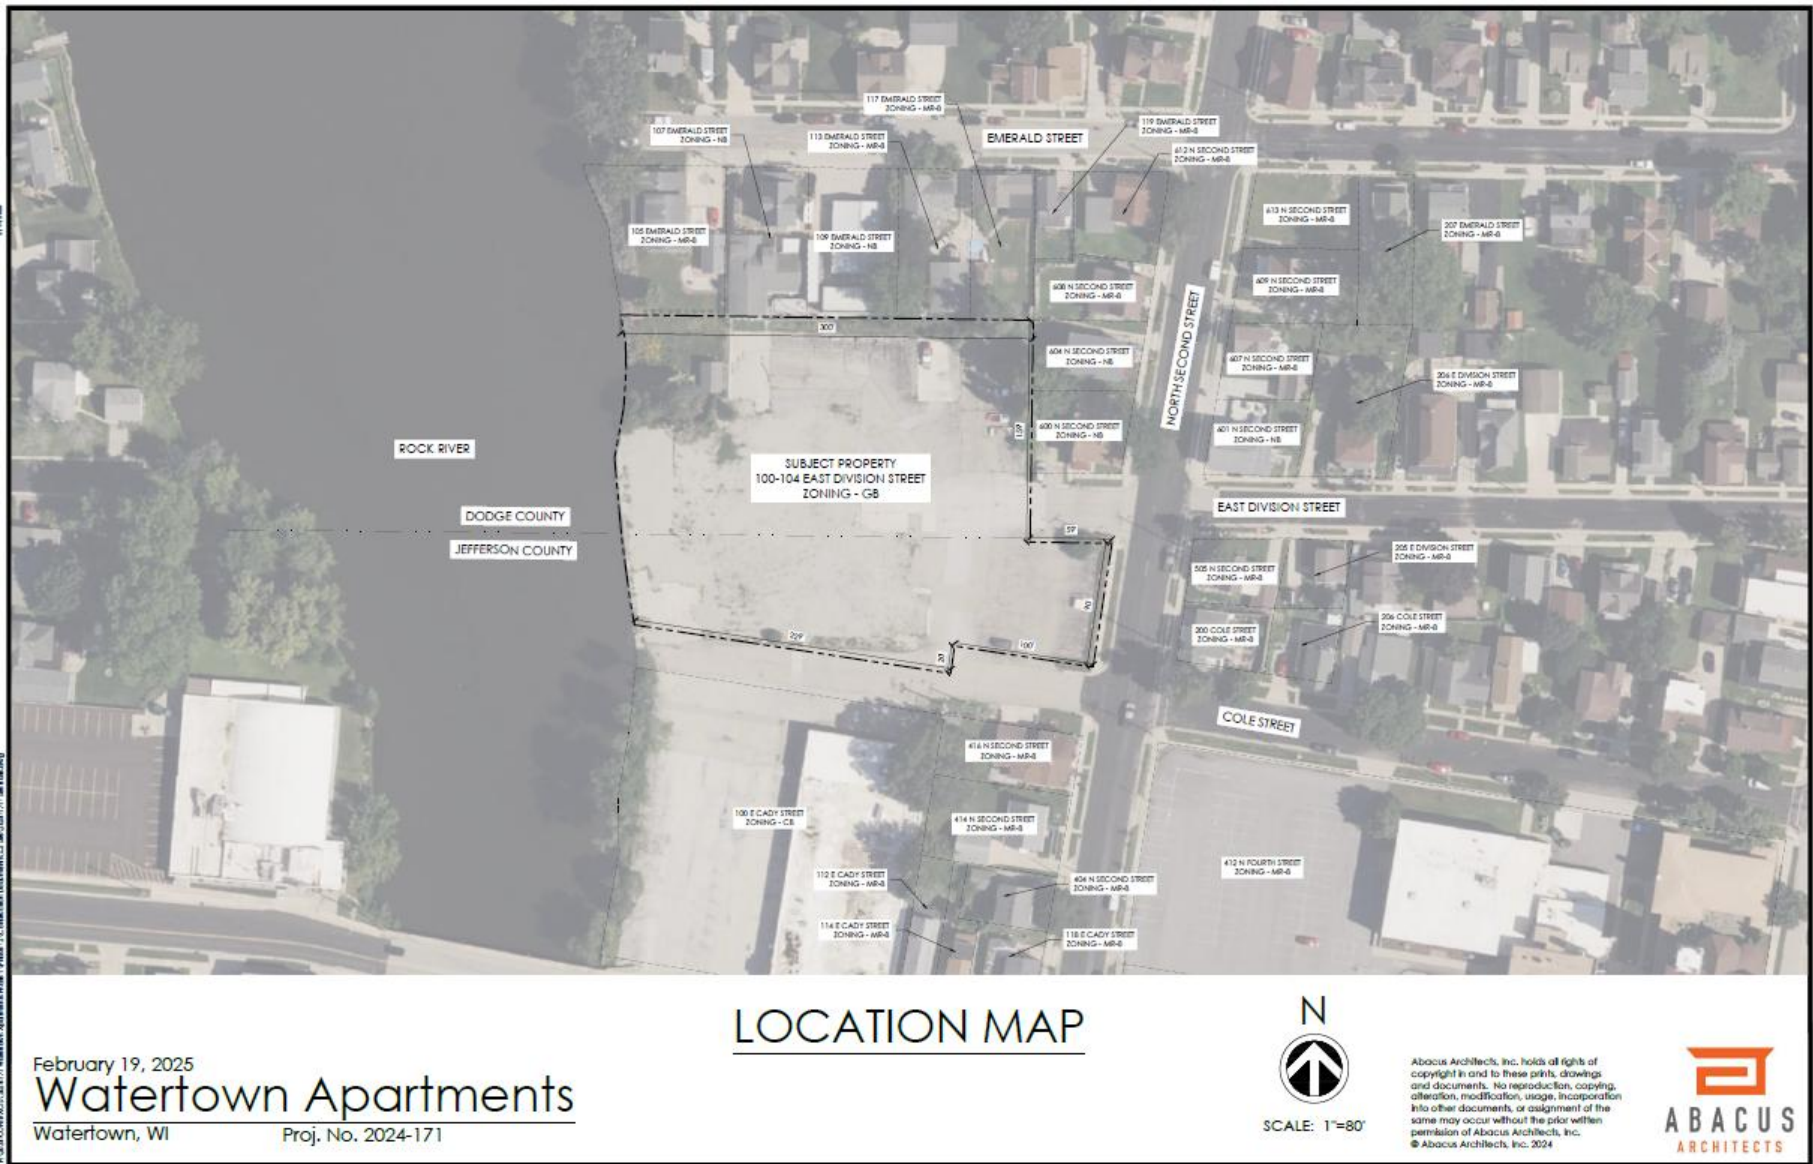 117 EMERALD STREET
ZONING - MR-8
107 EMERALD STREET
ZONING - NB
113 EMERALD STREET
ZONING - MR-8
EMERALD STREET
119 EMERALD STREET
ZONING - MR-8
612 N SECOND STREET
ZONING - MR-8
105 EMERALD STREET
ZONING - MR-8
109 EMERALD STREET
ZONING - NB
613 N SECOND STREET
ZONING - MR-8
207 EMERALD STREET
ZONING - MR-8
608 N SECOND STREET
ZONING - MR-8
609 N SECOND STREET
ZONING - MR-8
300'
NORTH SECOND STREET
604 N SECOND STREET
ZONING - NB
607 N SECOND STREET
ZONING - MR-8
206 E DIVISION STREET
ZONING - MR-8
159'
600 N SECOND STREET
ZONING - NB
601 N SECOND STREET
ZONING - NB
ROCK RIVER
SUBJECT PROPERTY
100-104 EAST DIVISION STREET
ZONING - GB
EAST DIVISION STREET
DODGE COUNTY
JEFFERSON COUNTY
59'
205 E DIVISION STREET
ZONING - MR-8
505 N SECOND STREET
ZONING - MR-8
90'
200 COLE STREET
ZONING - MR-8
206 COLE STREET
ZONING - MR-8
229'
20'
100'
COLE STREET
416 N SECOND STREET
ZONING - MR-8
100 E CADY STREET
ZONING - CB
414 N SECOND STREET
ZONING - MR-8
412 N FOURTH STREET
ZONING - MR-8
112 E CADY STREET
ZONING - MR-8
404 N SECOND STREET
ZONING - MR-8
114 E CADY STREET
ZONING - MR-8
118 E CADY STREET
ZONING - MR-8
LOCATION MAP
February 19, 2025
Watertown Apartments
Watertown, WI Proj. No. 2024-171
N
SCALE: 1"=80'
Abacus Architects, Inc. holds all rights of
copyright in and to these prints, drawings
and documents. No reproduction, copying,
alteration, modification, usage, incorporation
into other documents, or assignment of the
same may occur without the prior written
permission of Abacus Architects, Inc.
© Abacus Architects, Inc. 2024
ABACUS
ARCHITECTS